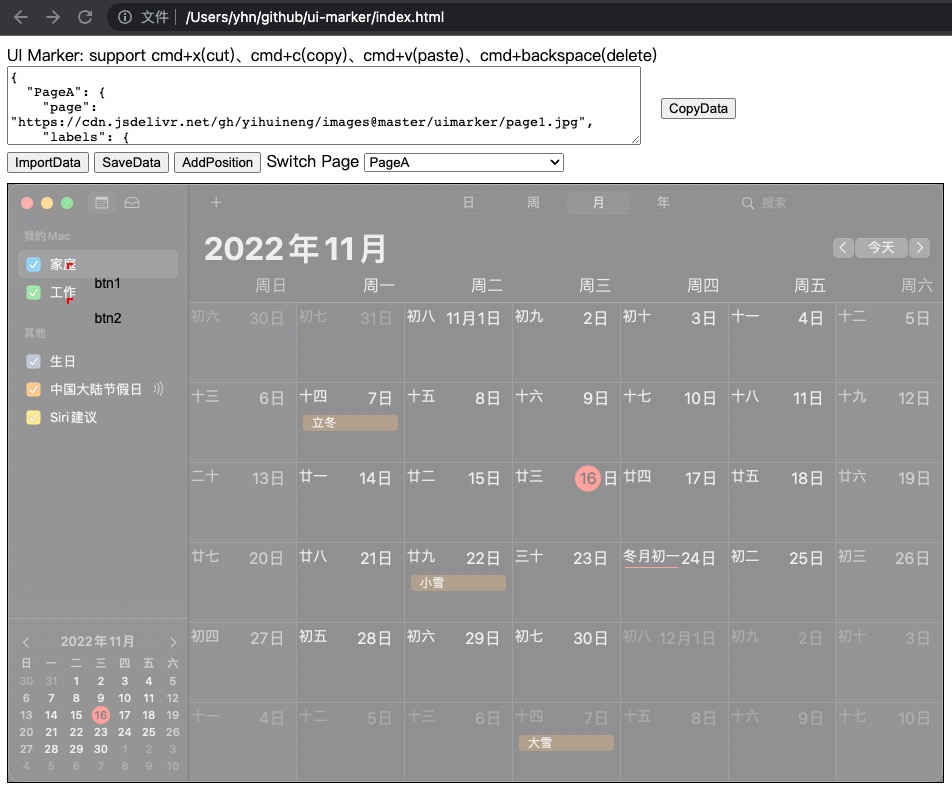 文件 /Users/yhn/github/ui-marker/index.html
UI Marker: support cmd+x(cut)、cmd+c(copy)、cmd+v(paste)、cmd+backspace(delete)
{
"PageA": {
"page":
"https://cdn.jsdelivr.net/gh/yihuineng/images@master/uimarker/page1.jpg",
"labels": {
CopyData
ImportData SaveData AddPosition Switch Page PageA
+ 日 周 月 年 搜索
我的 Mac
家庭
btn1
工作
btn2
其他
生日
中国大陆节假日
Siri 建议
2022年11月 今天
周日 周一 周二 周三 周四 周五 周六
初六 30日 初七 31日 初八 11月1日 初九 2日 初十 3日 十一 4日 十二 5日
十三 6日 十四 7日 十五 8日 十六 9日 十七 10日 十八 11日 十九 12日
立冬
二十 13日 廿一 14日 廿二 15日 廿三 16日 廿四 17日 廿五 18日 廿六 19日
廿七 20日 廿八 21日 廿九 22日 三十 23日 冬月初一 24日 初二 25日 初三 26日
小雪
初四 27日 初五 28日 初六 29日 初七 30日 初八 12月1日 初九 2日 初十 3日
十一 4日 十二 5日 十三 6日 十四 7日 十五 8日 十六 9日 十七 10日
大雪
2022年11月
日 一 二 三 四 五 六
30 31 1 2 3 4 5
6 7 8 9 10 11 12
13 14 15 16 17 18 19
20 21 22 23 24 25 26
27 28 29 30 1 2 3
4 5 6 7 8 9 10